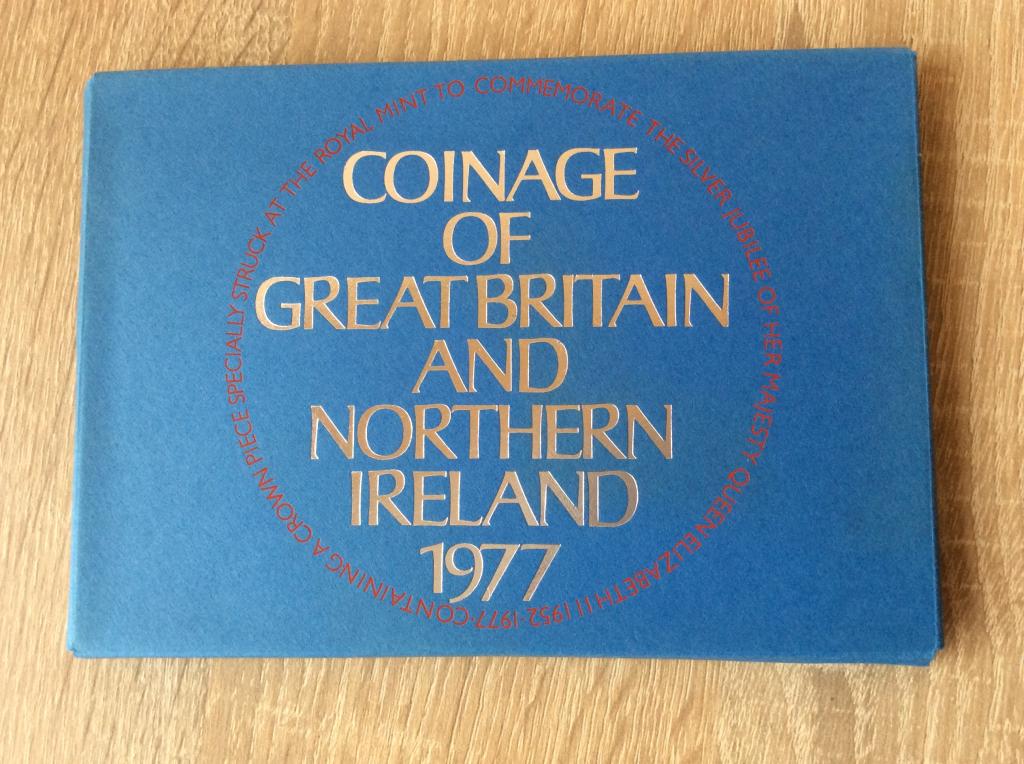 COINAGE
OF
GREAT BRITAIN
AND
NORTHERN
IRELAND
1977
CONTAINING A CROWN PIECE SPECIALLY STRUCK AT THE ROYAL MINT TO COMMEMORATE THE SILVER JUBILEE OF HER MAJESTY QUEEN ELIZABETH II 1952-1977·